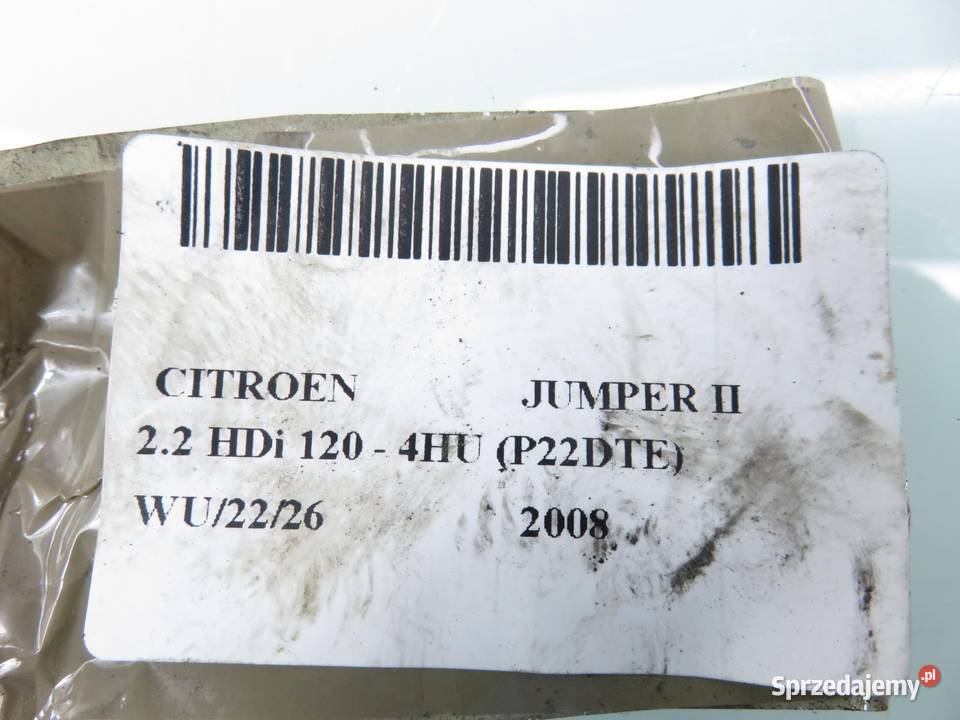 CITROEN JUMPER II
2.2 HDi 120 - 4HU (P22DTE)
WU/22/26 2008
Sprzedajemy.pl